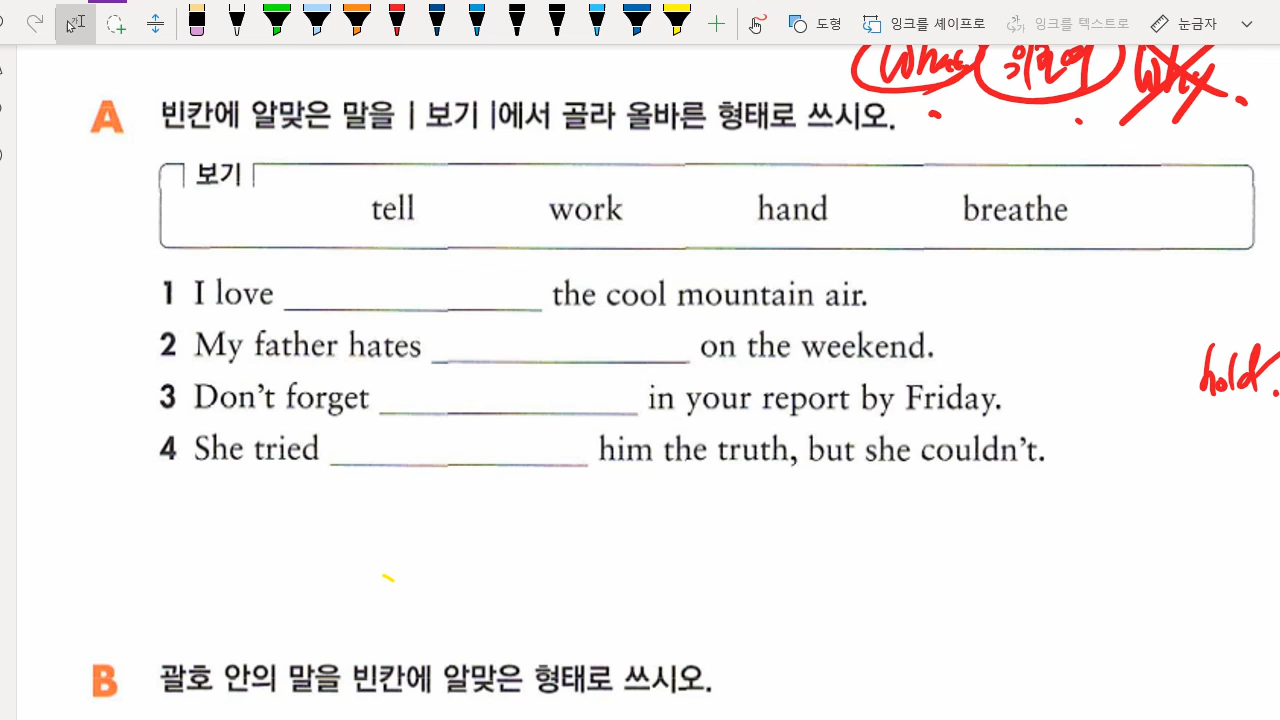 도형 잉크를 셰이프로 잉크를 텍스트로 눈금자
A 빈칸에 알맞은 말을 | 보기 |에서 골라 올바른 형태로 쓰시오.
보기
tell work hand breathe
1 I love ____________ the cool mountain air.
2 My father hates ____________ on the weekend.
3 Don't forget ____________ in your report by Friday.
hold.
4 She tried ____________ him the truth, but she couldn't.
B 괄호 안의 말을 빈칸에 알맞은 형태로 쓰시오.